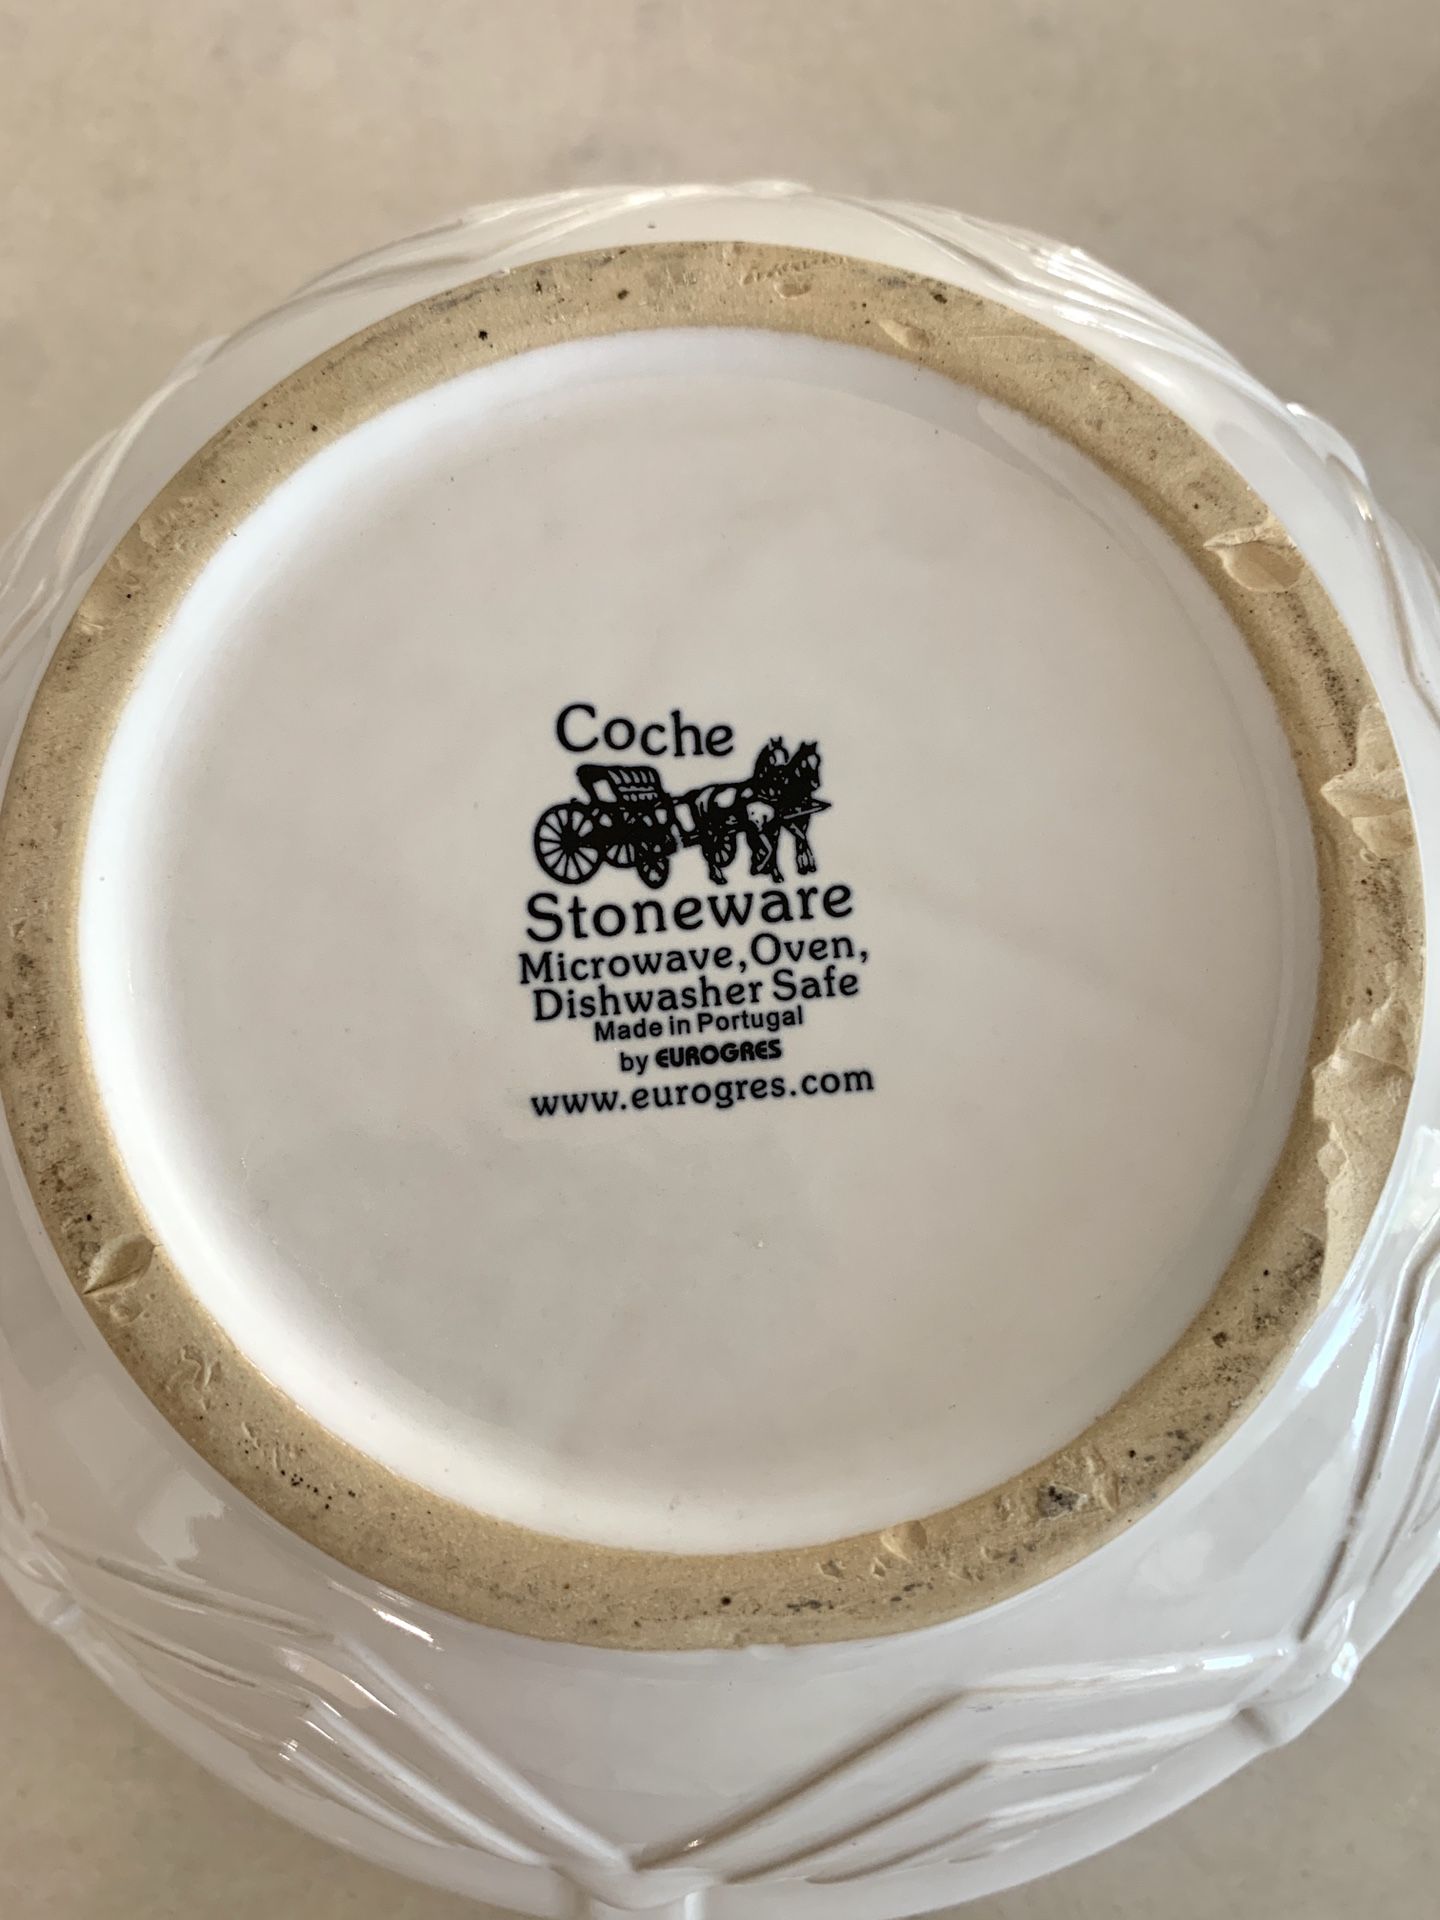 Coche
Stoneware
Microwave, Oven,
Dishwasher Safe
Made in Portugal
by EUROGRES
www.eurogres.com